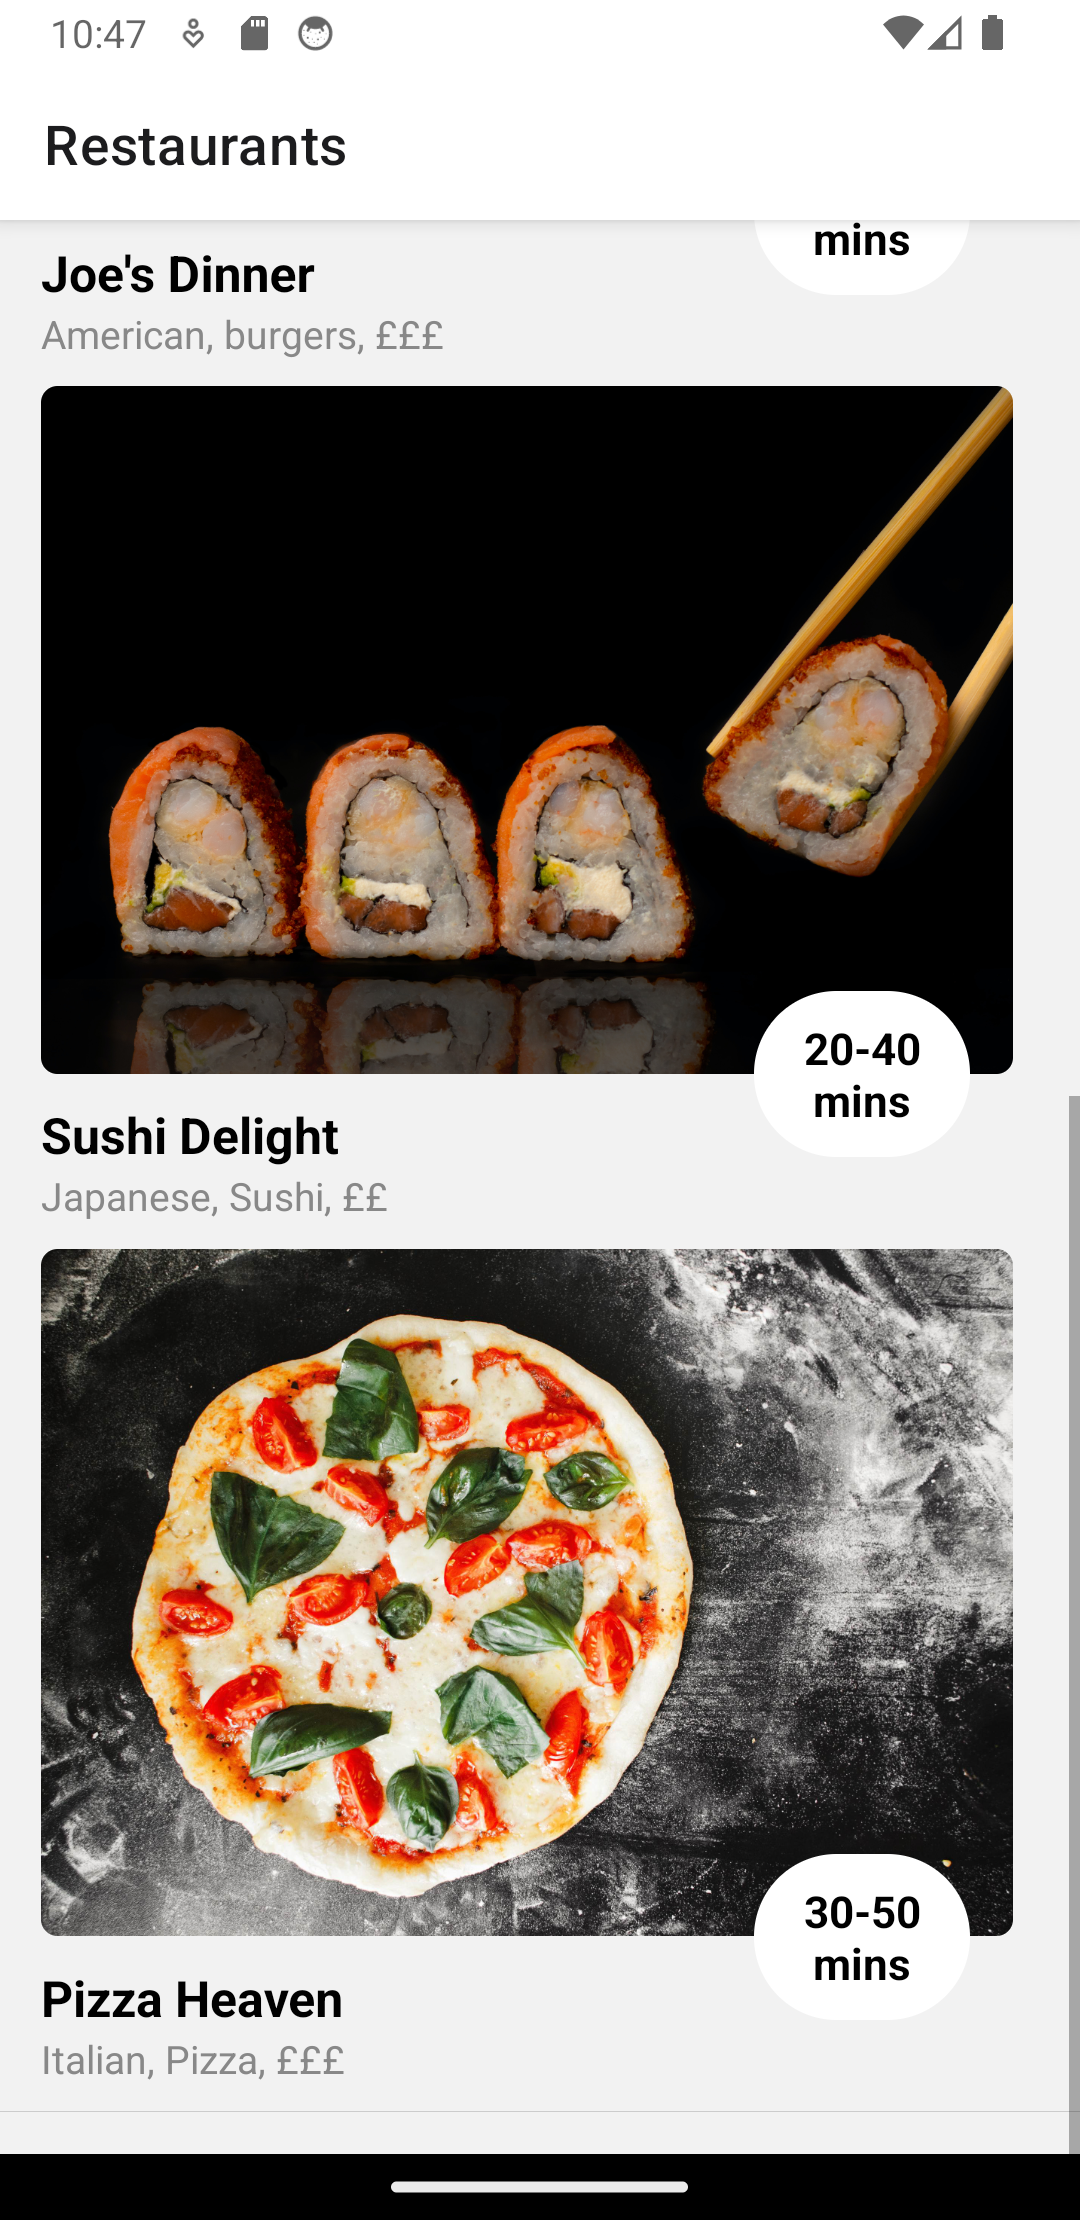 10:47
Restaurants
mins
Joe's Dinner
American, burgers, £££
20-40
mins
Sushi Delight
Japanese, Sushi, ££
30-50
mins
Pizza Heaven
Italian, Pizza, £££